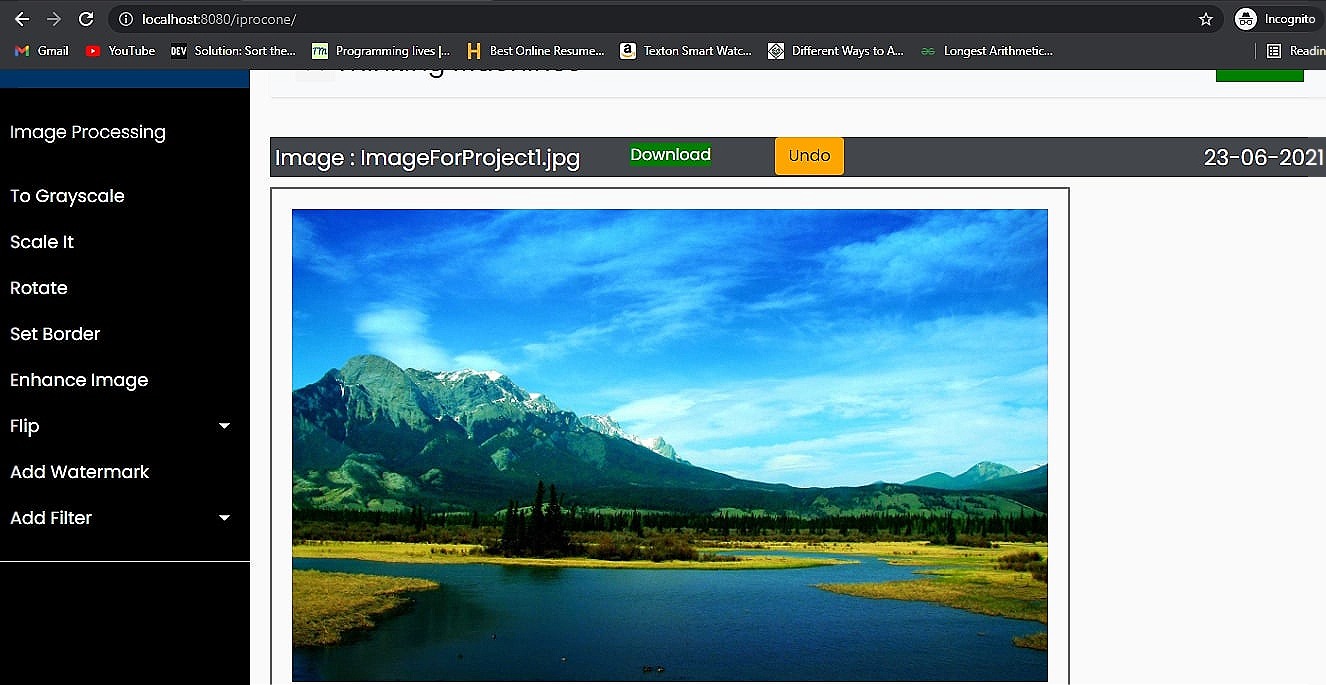 localhost:8080/iprocone/
Incognito
Gmail YouTube DEV Solution: Sort the... Programming lives |... Best Online Resume... Texton Smart Watc... Different Ways to A... Longest Arithmetic...
Image Processing
Image : ImageForProject1.jpg Download Undo 23-06-2021
To Grayscale
Scale It
Rotate
Set Border
Enhance Image
Flip
Add Watermark
Add Filter